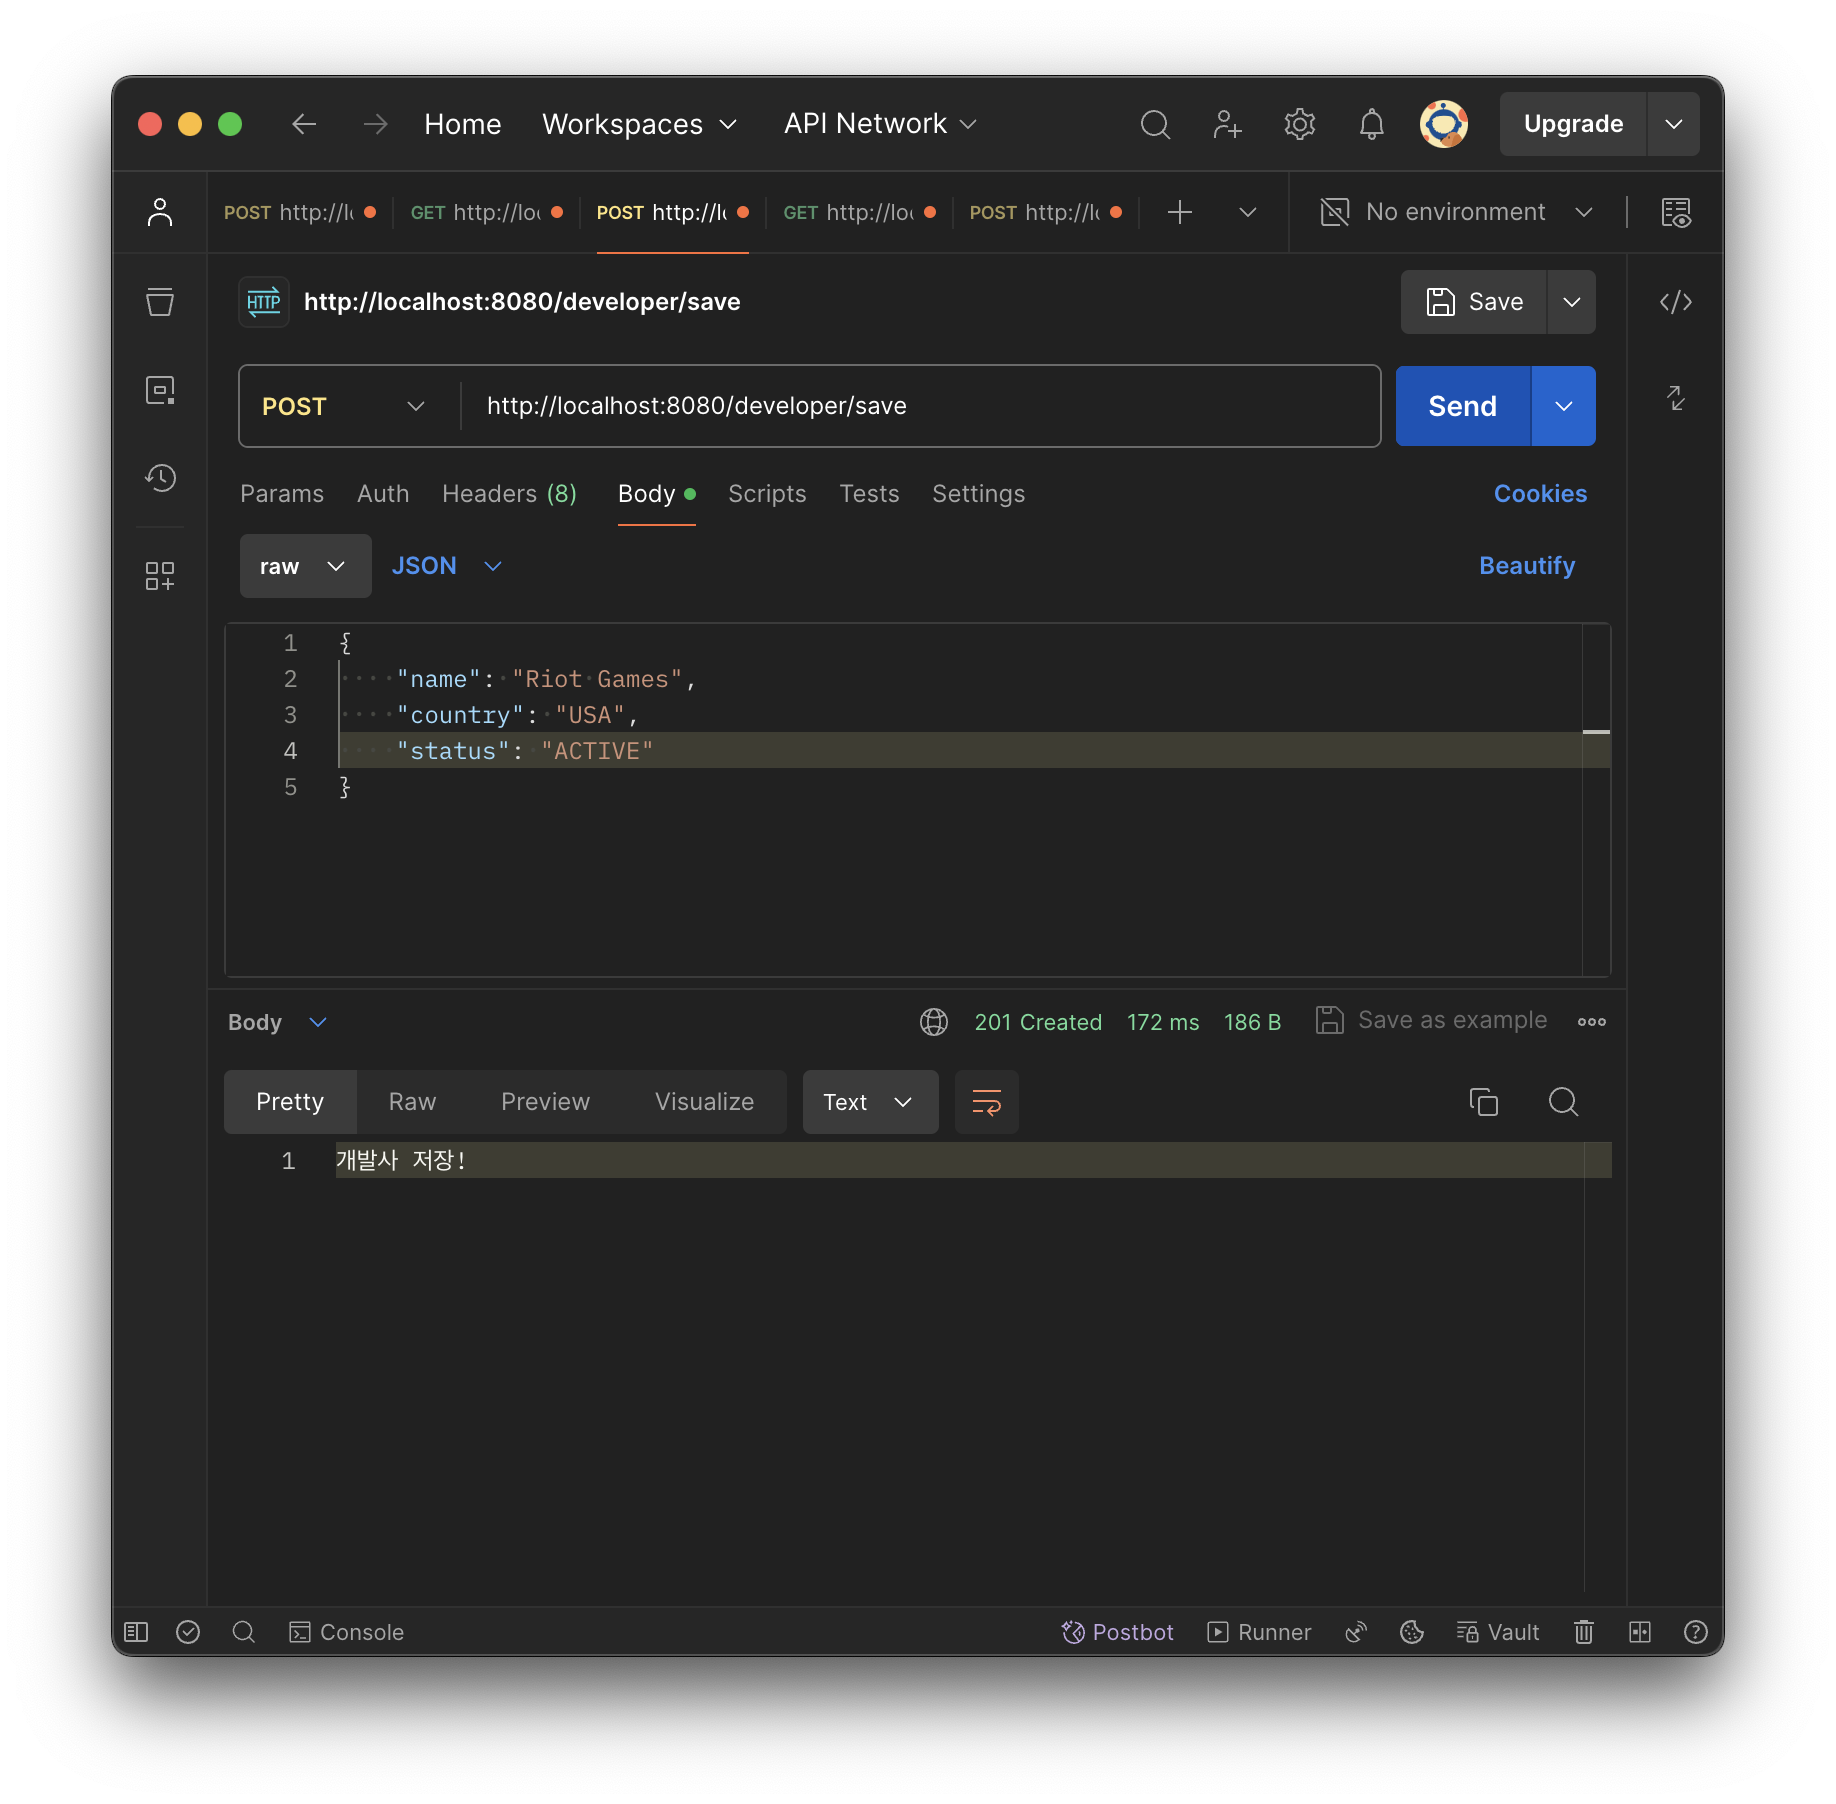 Home Workspaces API Network Upgrade
POST http://lo GET http://loc POST http://lo GET http://loc POST http://lo No environment
HTTP http://localhost:8080/developer/save Save
POST http://localhost:8080/developer/save Send
Params Auth Headers (8) Body Scripts Tests Settings Cookies
raw JSON Beautify
1 {
2 "name": "Riot Games",
3 "country": "USA",
4 "status": "ACTIVE"
5 }
Body 201 Created 172 ms 186 B Save as example
Pretty Raw Preview Visualize Text
1 개발사 저장!
Console Postbot Runner Vault